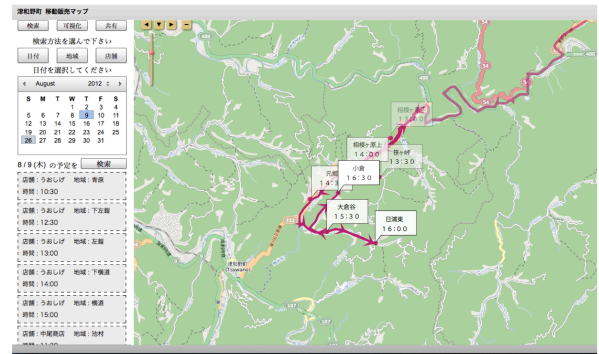 津和野町 移動販売マップ
検索 可視化 共有
検索方法を選んで下さい
日付 地域 店舗
日付を選択してください
August 2012
S M T W T F S
1 2 3 4
5 6 7 8 9 10 11
12 13 14 15 16 17 18
19 20 21 22 23 24 25
26 27 28 29 30 31
8/9(木) の予定を 検索
店舗:うおしげ 地域:青原
時間:10:30
店舗:うおしげ 地域:下左鐙
時間:12:30
店舗:うおしげ 地域:左鐙
時間:13:00
店舗:うおしげ 地域:下横道
時間:14:00
店舗:うおしげ 地域:横道
時間:15:00
店舗:中尾商店 地域:池村
相撲ヶ原上
14:00
笹ヶ峠
13:30
小倉
16:30
大倉谷
15:30
日浦東
16:00
津和野町
(Tsuwano)